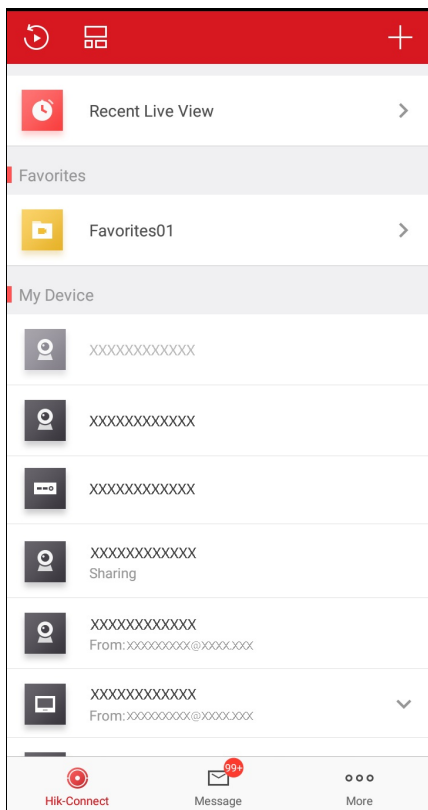 Recent Live View
Favorites
Favorites01
My Device
XXXXXXXXXXXX
XXXXXXXXXXXX
XXXXXXXXXXXX
XXXXXXXXXXXX
Sharing
XXXXXXXXXXXX
From:XXXXXXXXX@XXXX.XXX
XXXXXXXXXXXX
From:XXXXXXXXX@XXXX.XXX
99+
Hik-Connect Message More